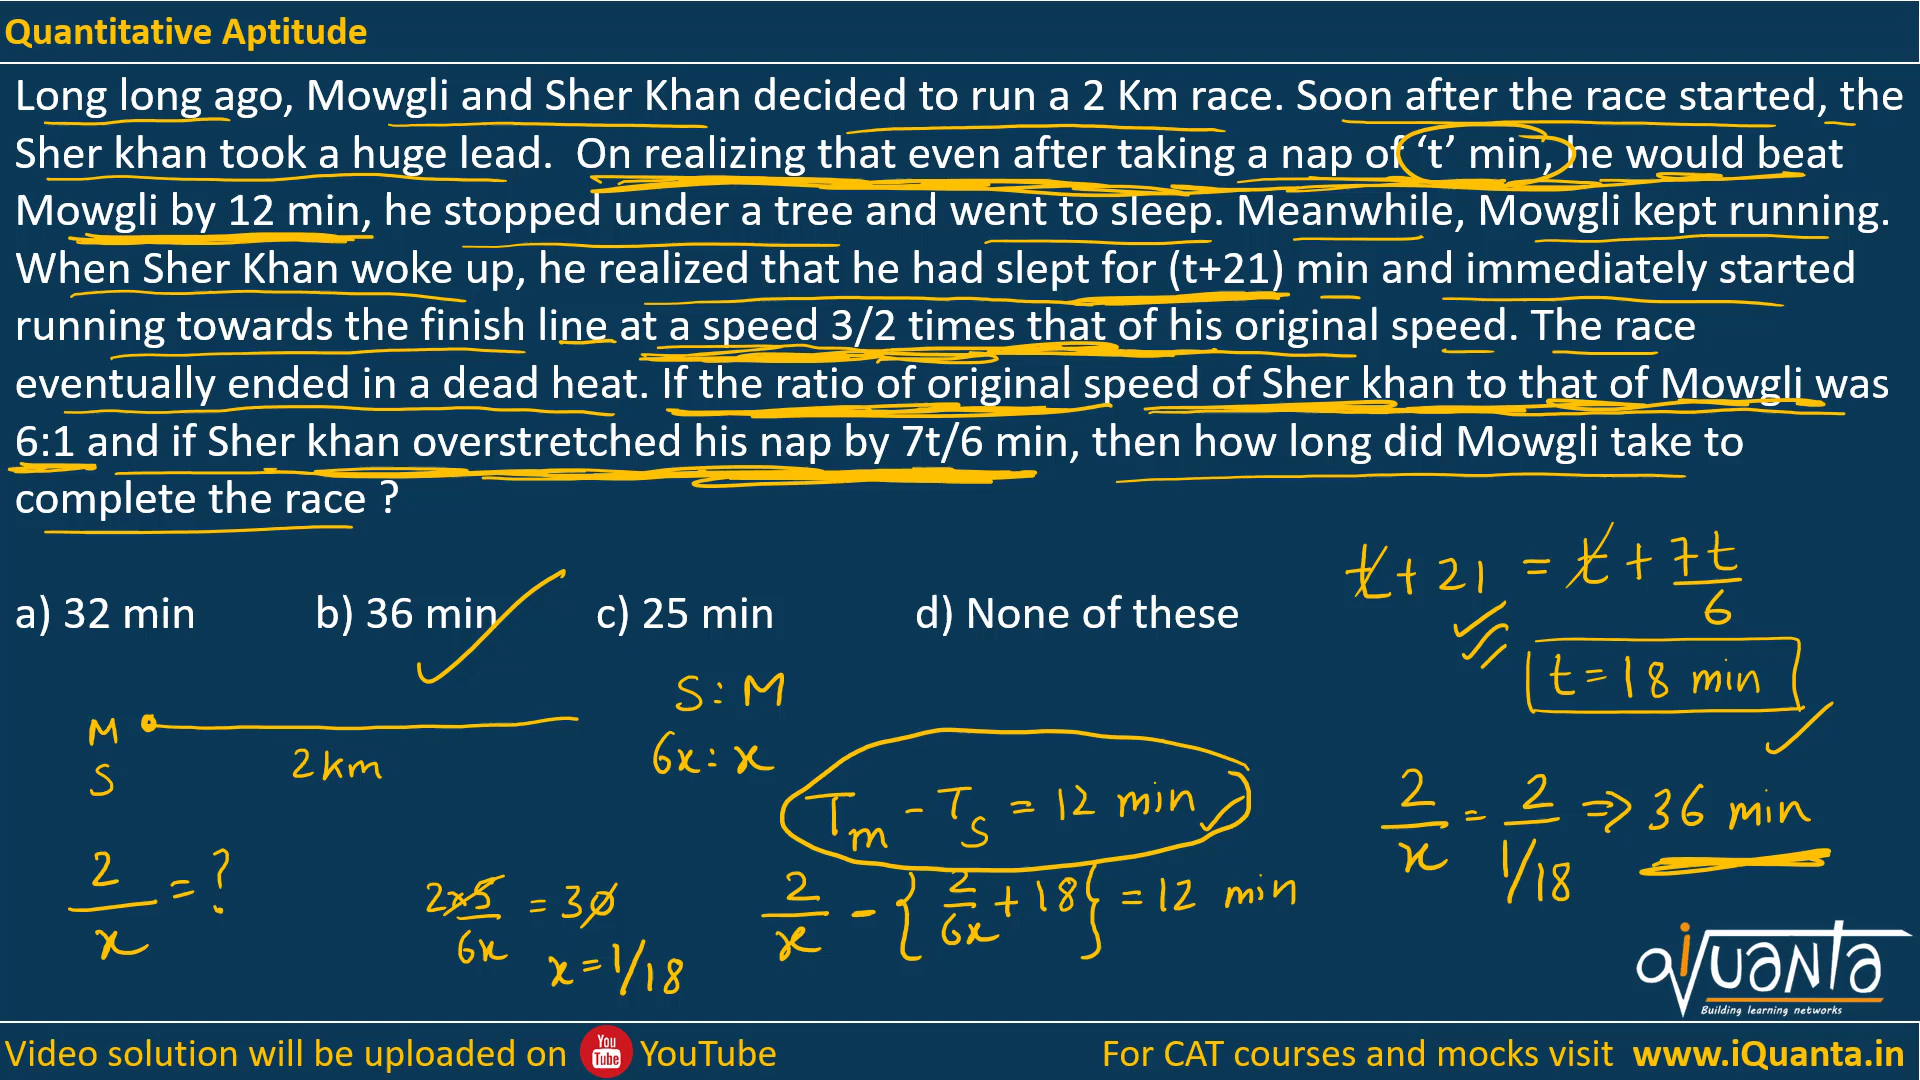 Quantitative Aptitude
Long long ago, Mowgli and Sher Khan decided to run a 2 Km race. Soon after the race started, the
Sher khan took a huge lead. On realizing that even after taking a nap of ‘t’ min, he would beat
Mowgli by 12 min, he stopped under a tree and went to sleep. Meanwhile, Mowgli kept running.
When Sher Khan woke up, he realized that he had slept for (t+21) min and immediately started
running towards the finish line at a speed 3/2 times that of his original speed. The race
eventually ended in a dead heat. If the ratio of original speed of Sher khan to that of Mowgli was
6:1 and if Sher khan overstretched his nap by 7t/6 min, then how long did Mowgli take to
complete the race ?
t + 21 = t + 7t/6
a) 32 min b) 36 min c) 25 min d) None of these
t = 18 min
S : M
M
2 km
S
6x : x
Tm - Ts = 12 min
2/x = 2/1/18 => 36 min
2/x = ?
2x5/6x = 30
x = 1/18
2/x - { 2/6x + 18 } = 12 min
iQuanta
Building learning networks
Video solution will be uploaded on You Tube YouTube
For CAT courses and mocks visit www.iQuanta.in